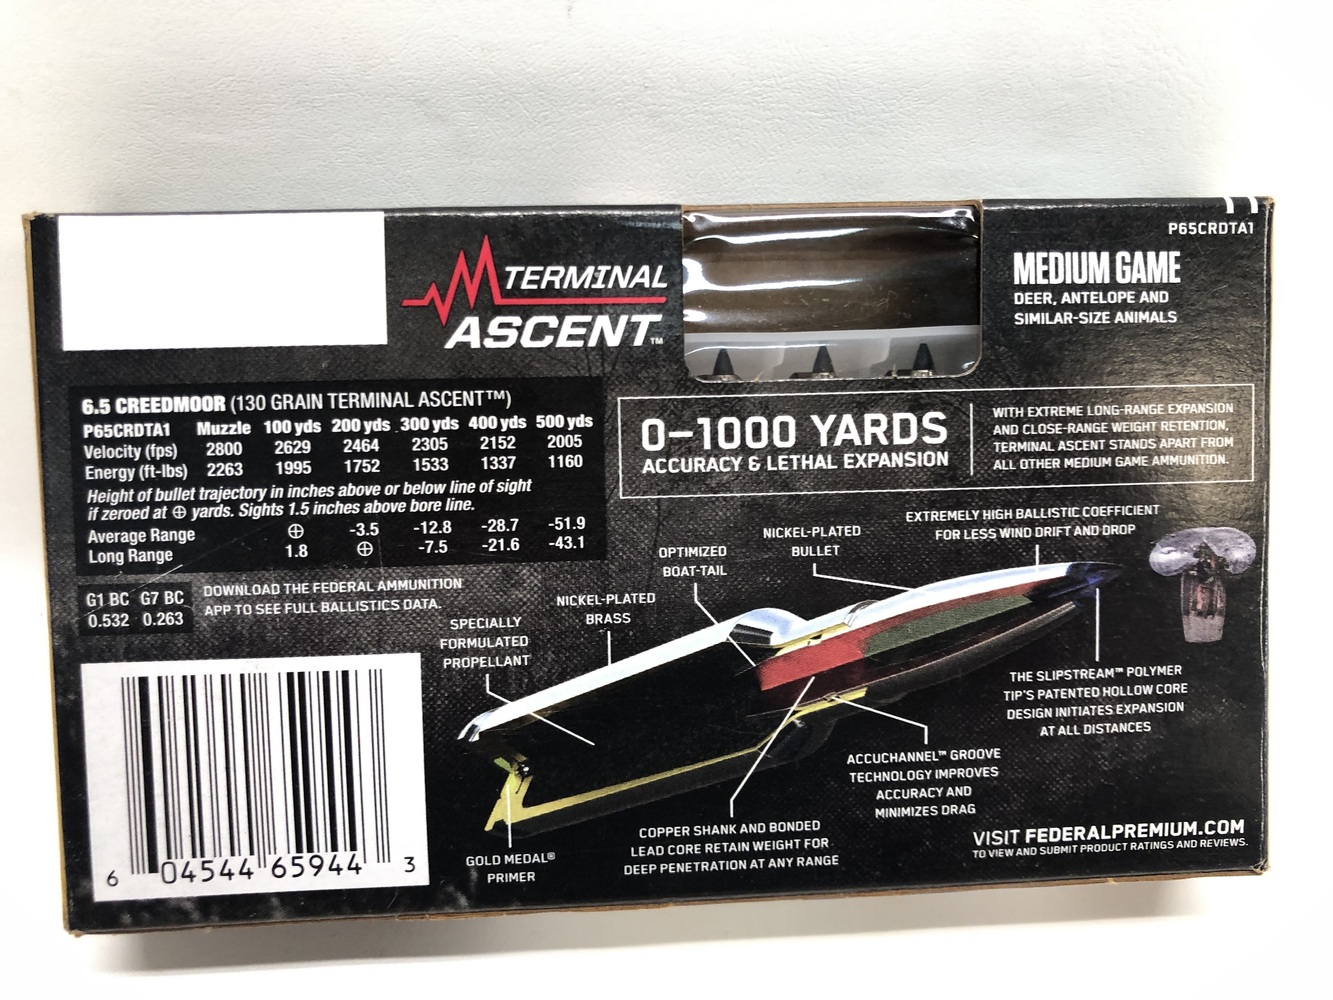 P65CRDTA1
TERMINAL
ASCENT™
MEDIUM GAME
DEER, ANTELOPE AND
SIMILAR-SIZE ANIMALS
6.5 CREEDMOOR (130 GRAIN TERMINAL ASCENT™)
P65CRDTA1 Muzzle 100 yds 200 yds 300 yds 400 yds 500 yds
Velocity (fps) 2800 2629 2464 2305 2152 2005
Energy (ft-lbs) 2263 1995 1752 1533 1337 1160
Height of bullet trajectory in inches above or below line of sight
if zeroed at ⊕ yards. Sights 1.5 inches above bore line.
Average Range ⊕ -3.5 -12.8 -28.7 -51.9
Long Range 1.8 ⊕ -7.5 -21.6 -43.1
G1 BC G7 BC
0.532 0.263
DOWNLOAD THE FEDERAL AMMUNITION
APP TO SEE FULL BALLISTICS DATA.
0–1000 YARDS
ACCURACY & LETHAL EXPANSION
WITH EXTREME LONG-RANGE EXPANSION
AND CLOSE-RANGE WEIGHT RETENTION,
TERMINAL ASCENT STANDS APART FROM
ALL OTHER MEDIUM GAME AMMUNITION.
EXTREMELY HIGH BALLISTIC COEFFICIENT
FOR LESS WIND DRIFT AND DROP
NICKEL-PLATED
BULLET
OPTIMIZED
BOAT-TAIL
NICKEL-PLATED
BRASS
SPECIALLY
FORMULATED
PROPELLANT
THE SLIPSTREAM™ POLYMER
TIP'S PATENTED HOLLOW CORE
DESIGN INITIATES EXPANSION
AT ALL DISTANCES
ACCUCHANNEL™ GROOVE
TECHNOLOGY IMPROVES
ACCURACY AND
MINIMIZES DRAG
COPPER SHANK AND BONDED
LEAD CORE RETAIN WEIGHT FOR
DEEP PENETRATION AT ANY RANGE
GOLD MEDAL®
PRIMER
VISIT FEDERALPREMIUM.COM
TO VIEW AND SUBMIT PRODUCT RATINGS AND REVIEWS.
6 04544 65944 3